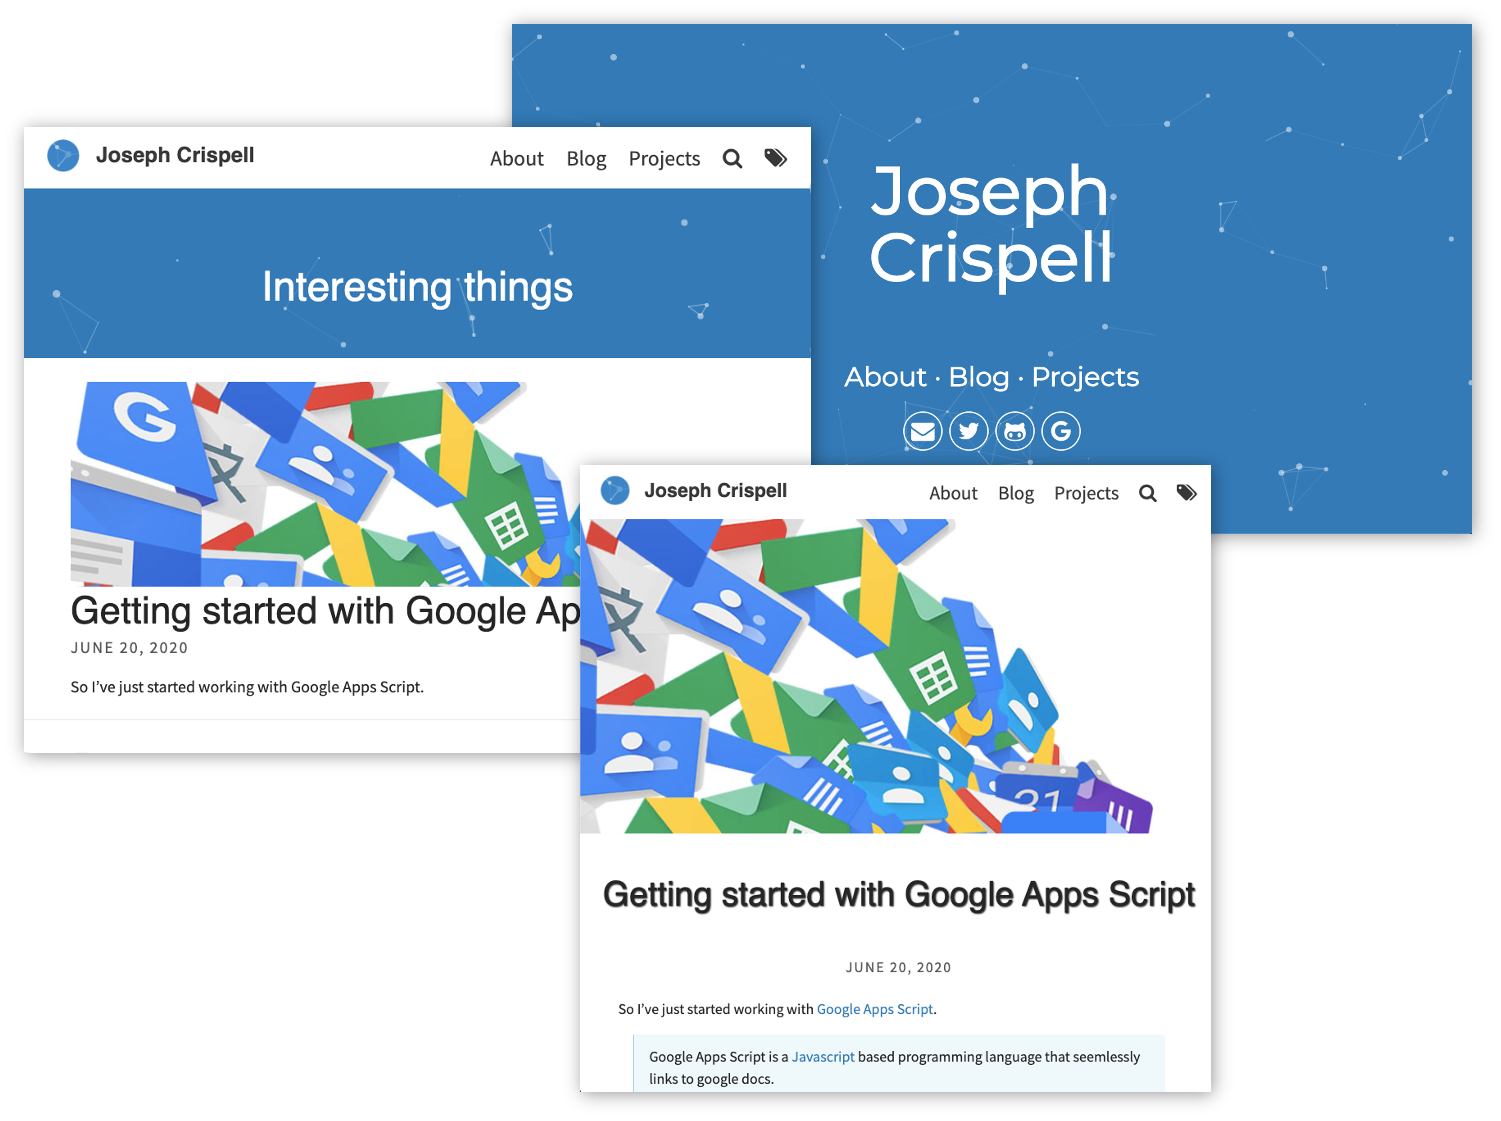 Joseph
Crispell
About · Blog · Projects
Joseph Crispell
About Blog Projects
Interesting things
G
Getting started with Google Ap
JUNE 20, 2020
So I've just started working with Google Apps Script.
Joseph Crispell
About Blog Projects
文
31
Getting started with Google Apps Script
JUNE 20, 2020
So I've just started working with Google Apps Script.
Google Apps Script is a Javascript based programming language that seemlessly
links to google docs.